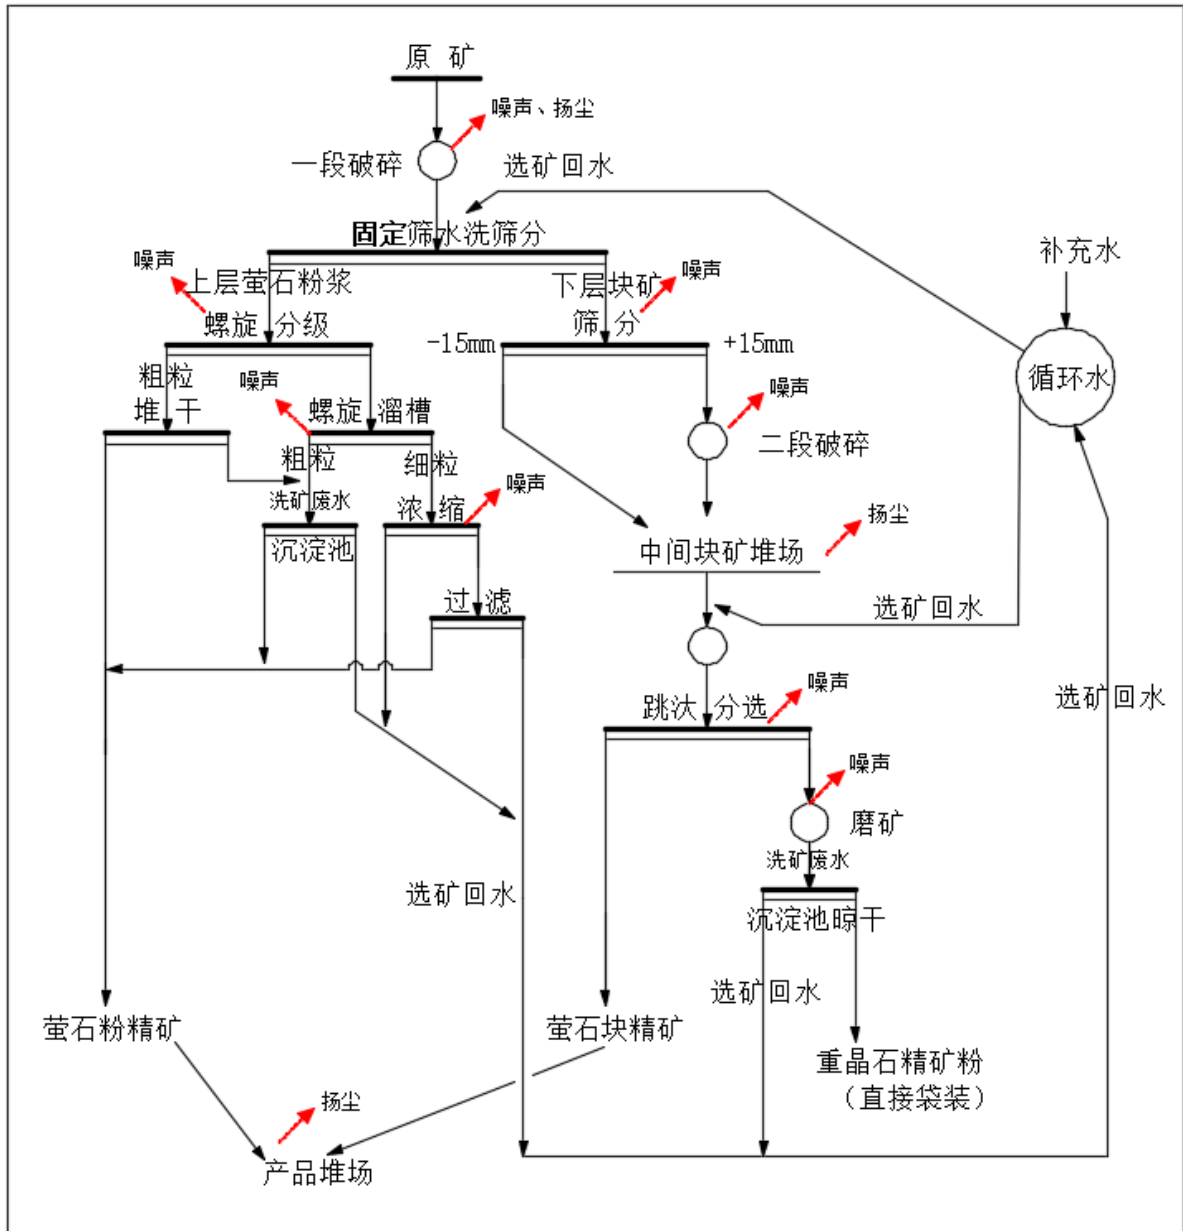 原 矿
噪声、扬尘
一段破碎
选矿回水
固定筛水洗筛分
补充水
噪声
上层萤石粉浆
下层块矿
噪声
螺旋 分级
筛 分
-15mm
+15mm
循环水
粗粒
噪声
噪声
堆 干
螺旋 溜槽
二段破碎
粗粒
细粒
洗矿废水
浓 缩
噪声
扬尘
沉淀池
中间块矿堆场
过 滤
选矿回水
噪声
跳汰 分选
选矿回水
噪声
磨矿
洗矿废水
选矿回水
沉淀池晾干
选矿回水
萤石粉精矿
萤石块精矿
重晶石精矿粉
（直接袋装）
扬尘
产品堆场